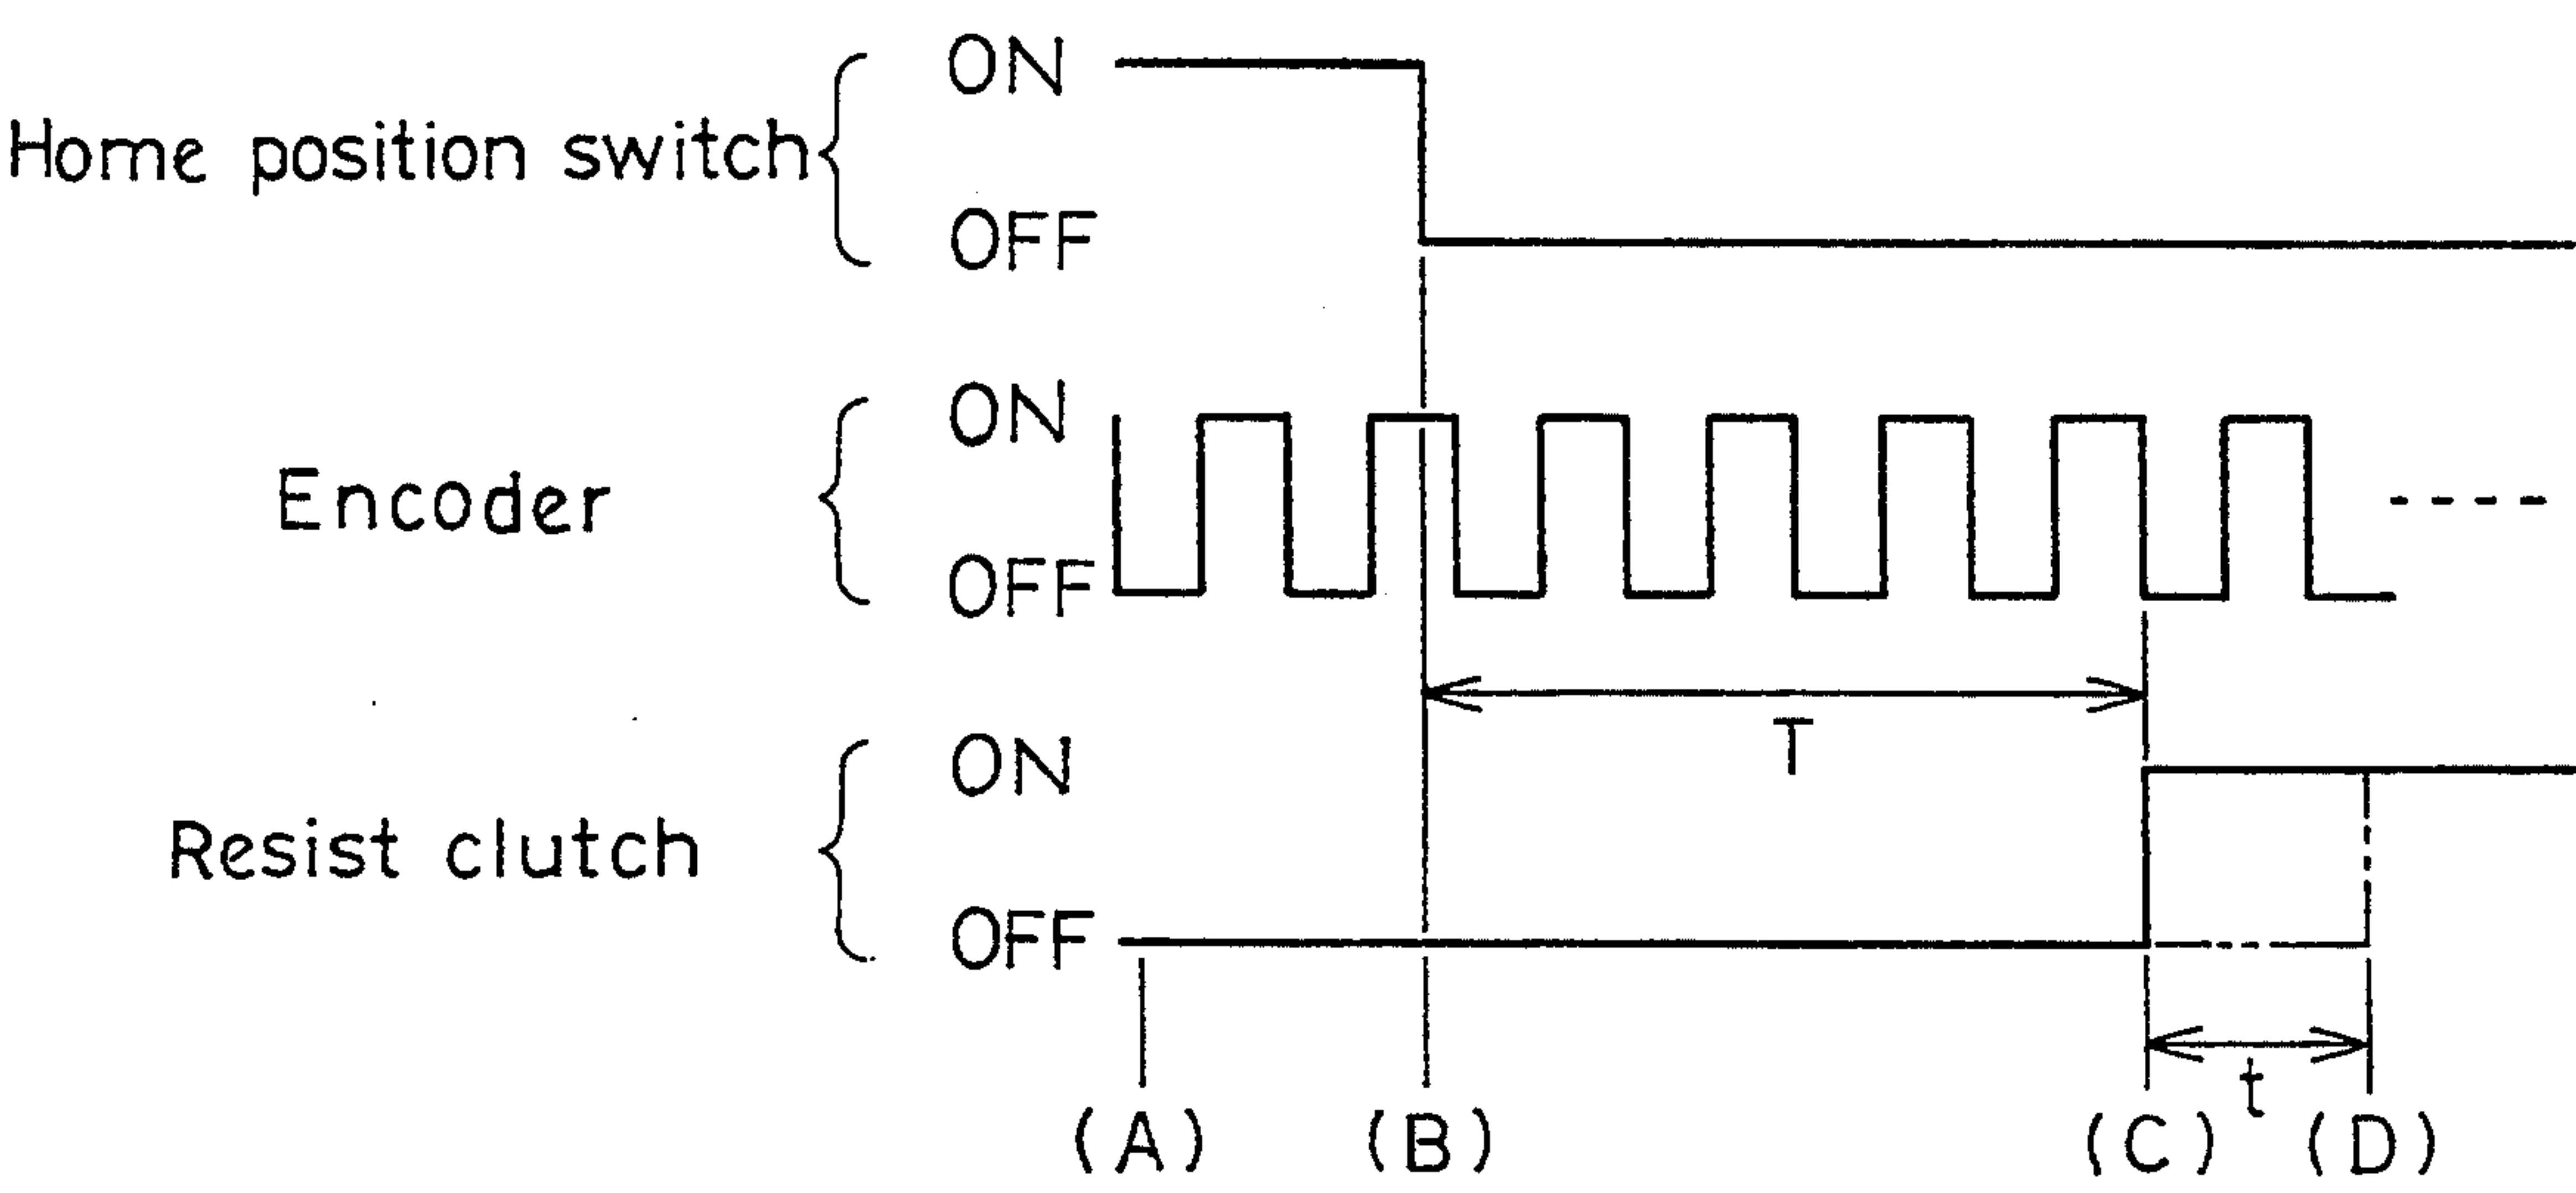 ON
Home position switch
OFF
ON
Encoder
OFF
T
ON
Resist clutch
OFF
t
(A) (B) (C) (D)